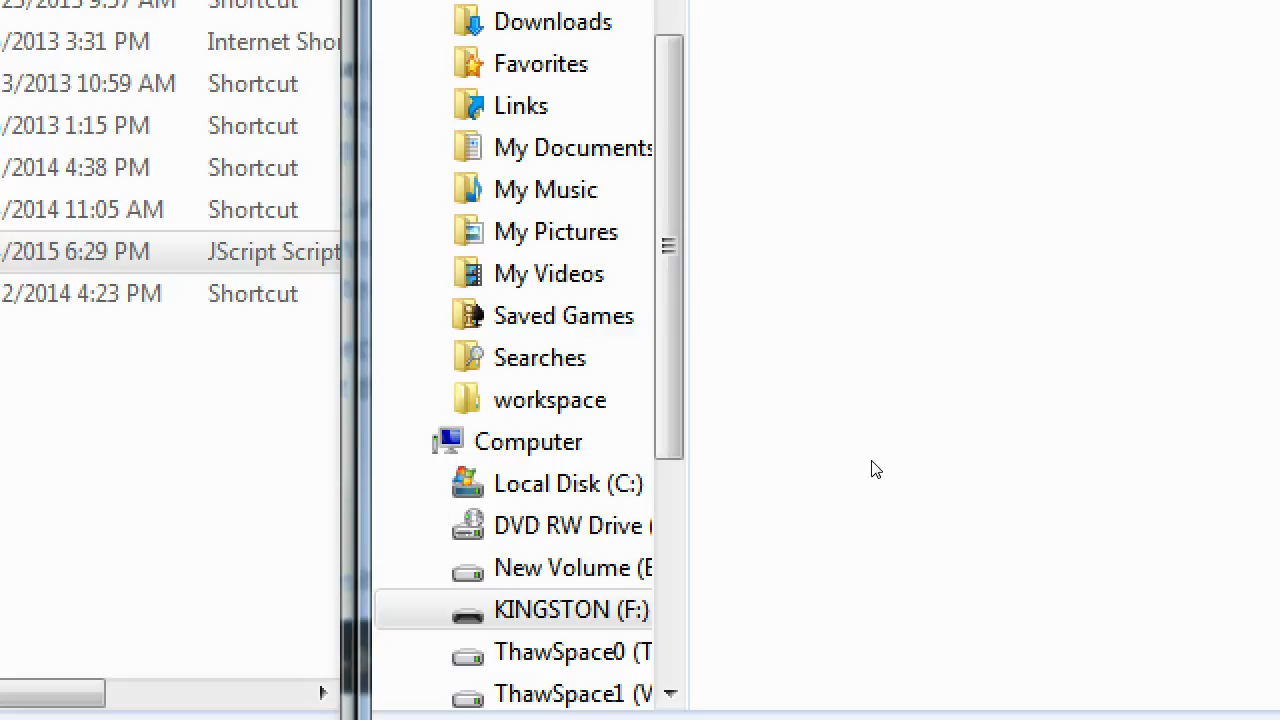 /2013 3:31 PM Internet Shor
3/2013 10:59 AM Shortcut
/2013 1:15 PM Shortcut
/2014 4:38 PM Shortcut
/2014 11:05 AM Shortcut
/2015 6:29 PM JScript Script
2/2014 4:23 PM Shortcut
Downloads
Favorites
Links
My Documents
My Music
My Pictures
My Videos
Saved Games
Searches
workspace
Computer
Local Disk (C:)
DVD RW Drive (
New Volume (E
KINGSTON (F:)
ThawSpace0 (T
ThawSpace1 (V